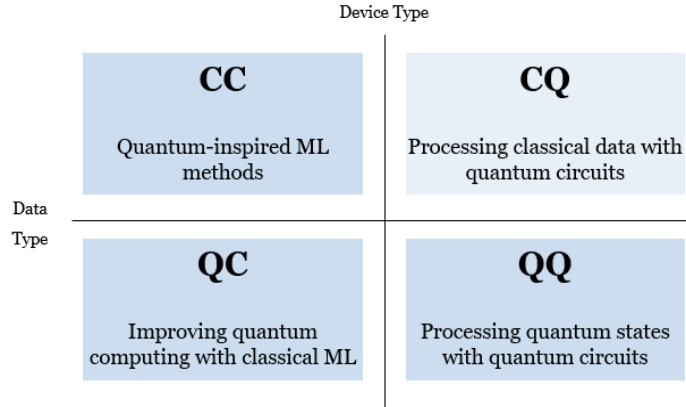 Device Type
CC
Quantum-inspired ML
methods
CQ
Processing classical data with
quantum circuits
Data
Type
QC
Improving quantum
computing with classical ML
QQ
Processing quantum states
with quantum circuits